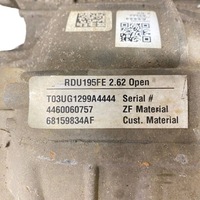 RDU195FE 2.62 Open
T03UG1299A4444 Serial #
4460060757 ZF Material
68159834AF Cust. Material